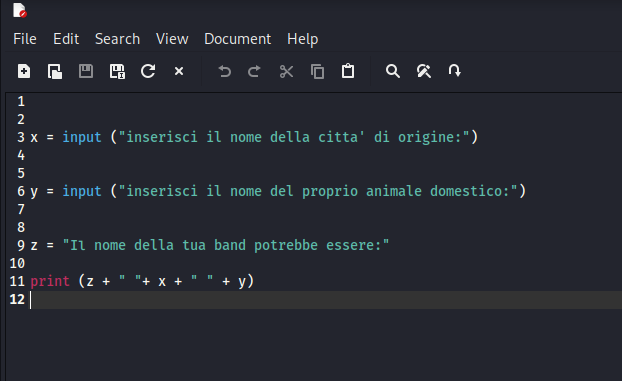 File Edit Search View Document Help
1
2
3 x = input ("inserisci il nome della citta' di origine:")
4
5
6 y = input ("inserisci il nome del proprio animale domestico:")
7
8
9 z = "Il nome della tua band potrebbe essere:"
10
11 print (z + " "+ x + " " + y)
12